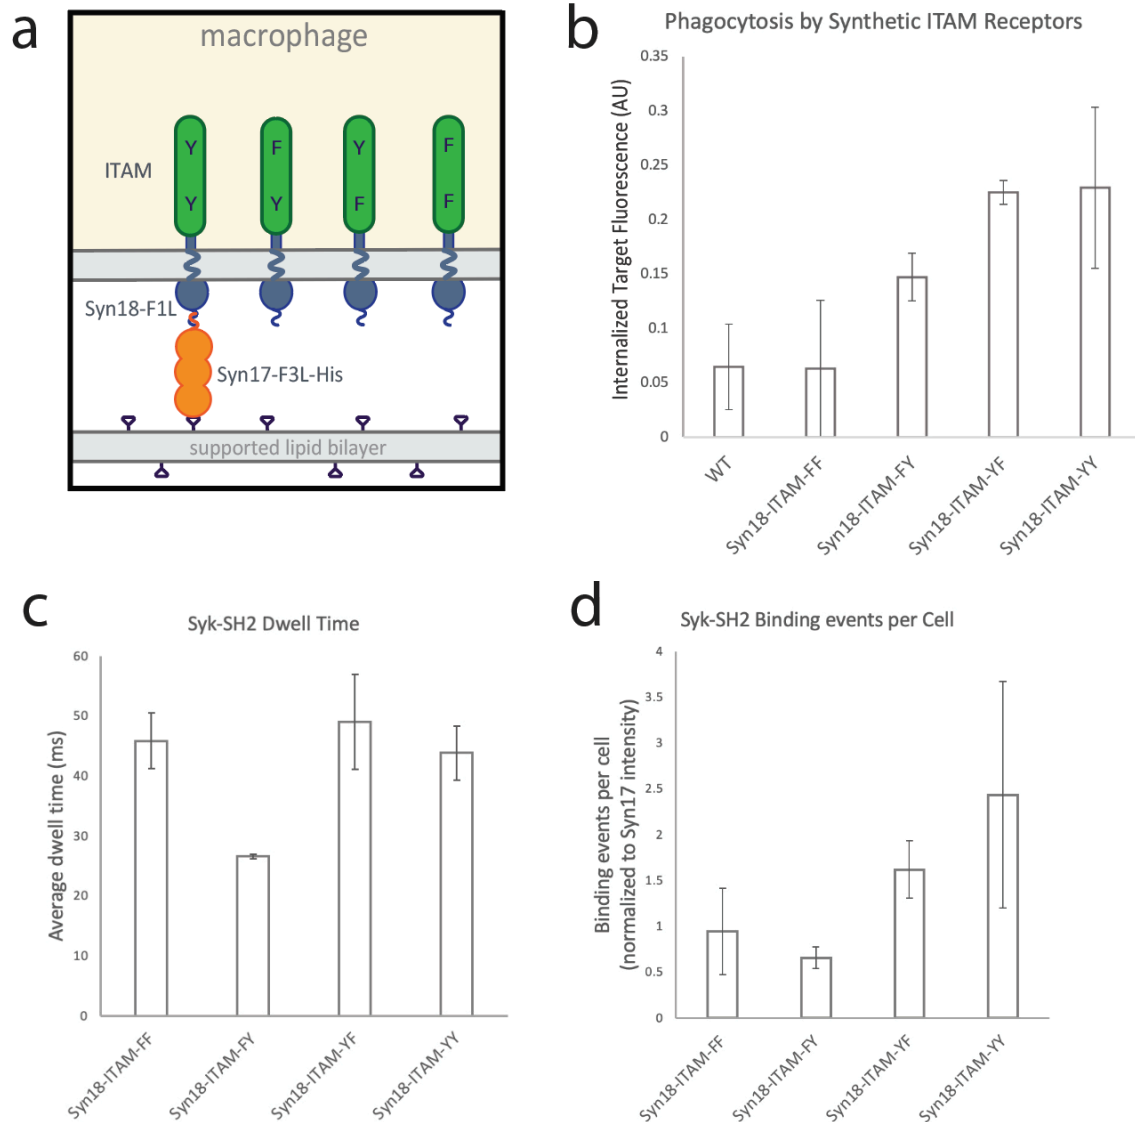 a
macrophage
ITAM
Y
F
Y
F
Y
Y
F
F
Syn18-F1L
Syn17-F3L-His
supported lipid bilayer
b
Phagocytosis by Synthetic ITAM Receptors
Internalized Target Fluorescence (AU)
0.35
0.3
0.25
0.2
0.15
0.1
0.05
0
WT
Syn18-ITAM-FF
Syn18-ITAM-FY
Syn18-ITAM-YF
Syn18-ITAM-YY
c
Syk-SH2 Dwell Time
Average dwell time (ms)
60
50
40
30
20
10
0
Syn18-ITAM-FF
Syn18-ITAM-FY
Syn18-ITAM-YF
Syn18-ITAM-YY
d
Syk-SH2 Binding events per Cell
Binding events per cell
(normalized to Syn17 intensity)
4
3.5
3
2.5
2
1.5
1
0.5
0
Syn18-ITAM-FF
Syn18-ITAM-FY
Syn18-ITAM-YF
Syn18-ITAM-YY